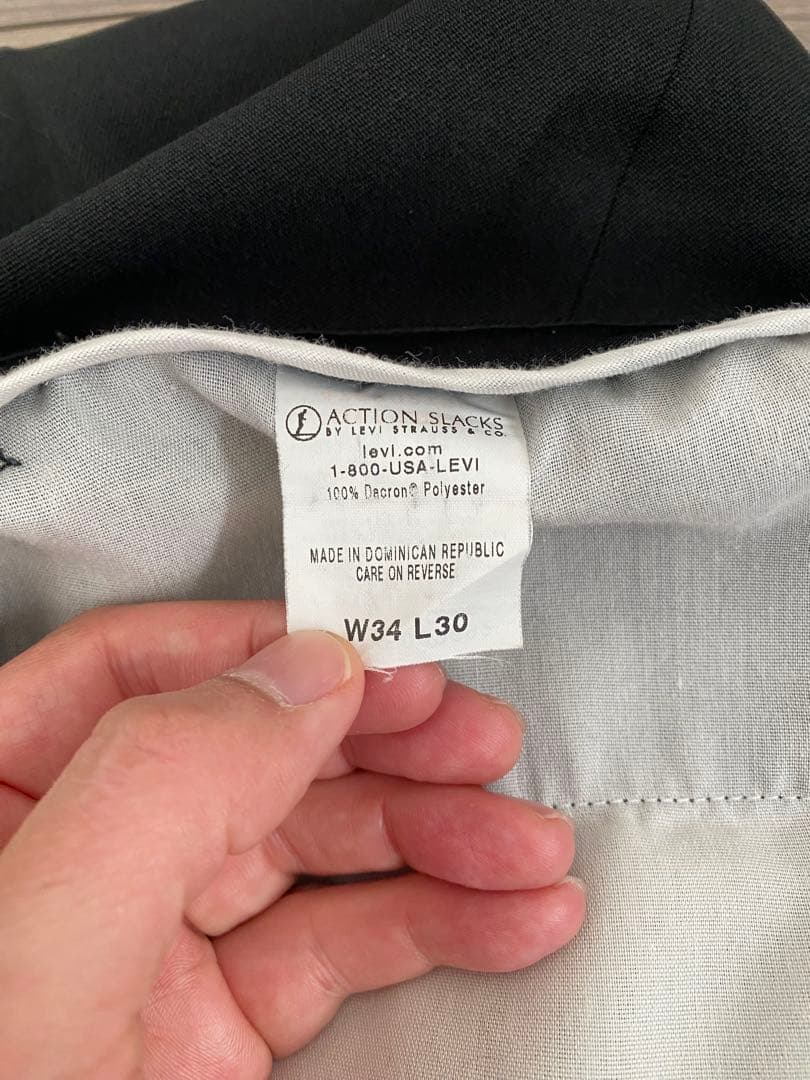 ACTION SLACKS
BY LEVI STRAUSS & CO.
levi.com
1-800-USA-LEVI
100% Dacron® Polyester
MADE IN DOMINICAN REPUBLIC
CARE ON REVERSE
W34 L30